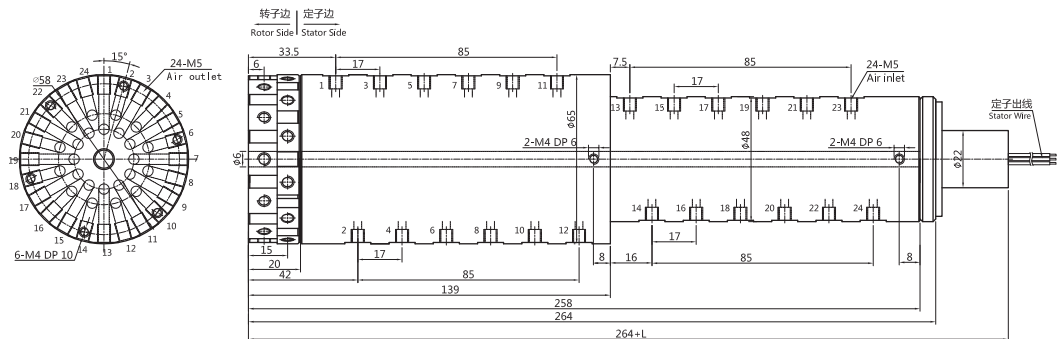 转子边 定子边
Rotor Side Stator Side
15°
24-M5
Air outlet
∅58
24 1 2 3 4 5 6 7 8 9 10 11 12 13 14 15 16 17 18 19 20 21 22 23
6-M4 DP 10
33.5 85
6 17
1 3 5 7 9 11
7.5 85
17
24-M5
Air inlet
13 15 17 19 21 23
定子出线
Stator Wire
ϕ65
ϕ48
ϕ6
ϕ22
2-M4 DP 6 2-M4 DP 6
14 16 18 20 22 24
2 4 6 8 10 12
15 17 17
20 8 16 85 8
42 85
139
258
264
264+L